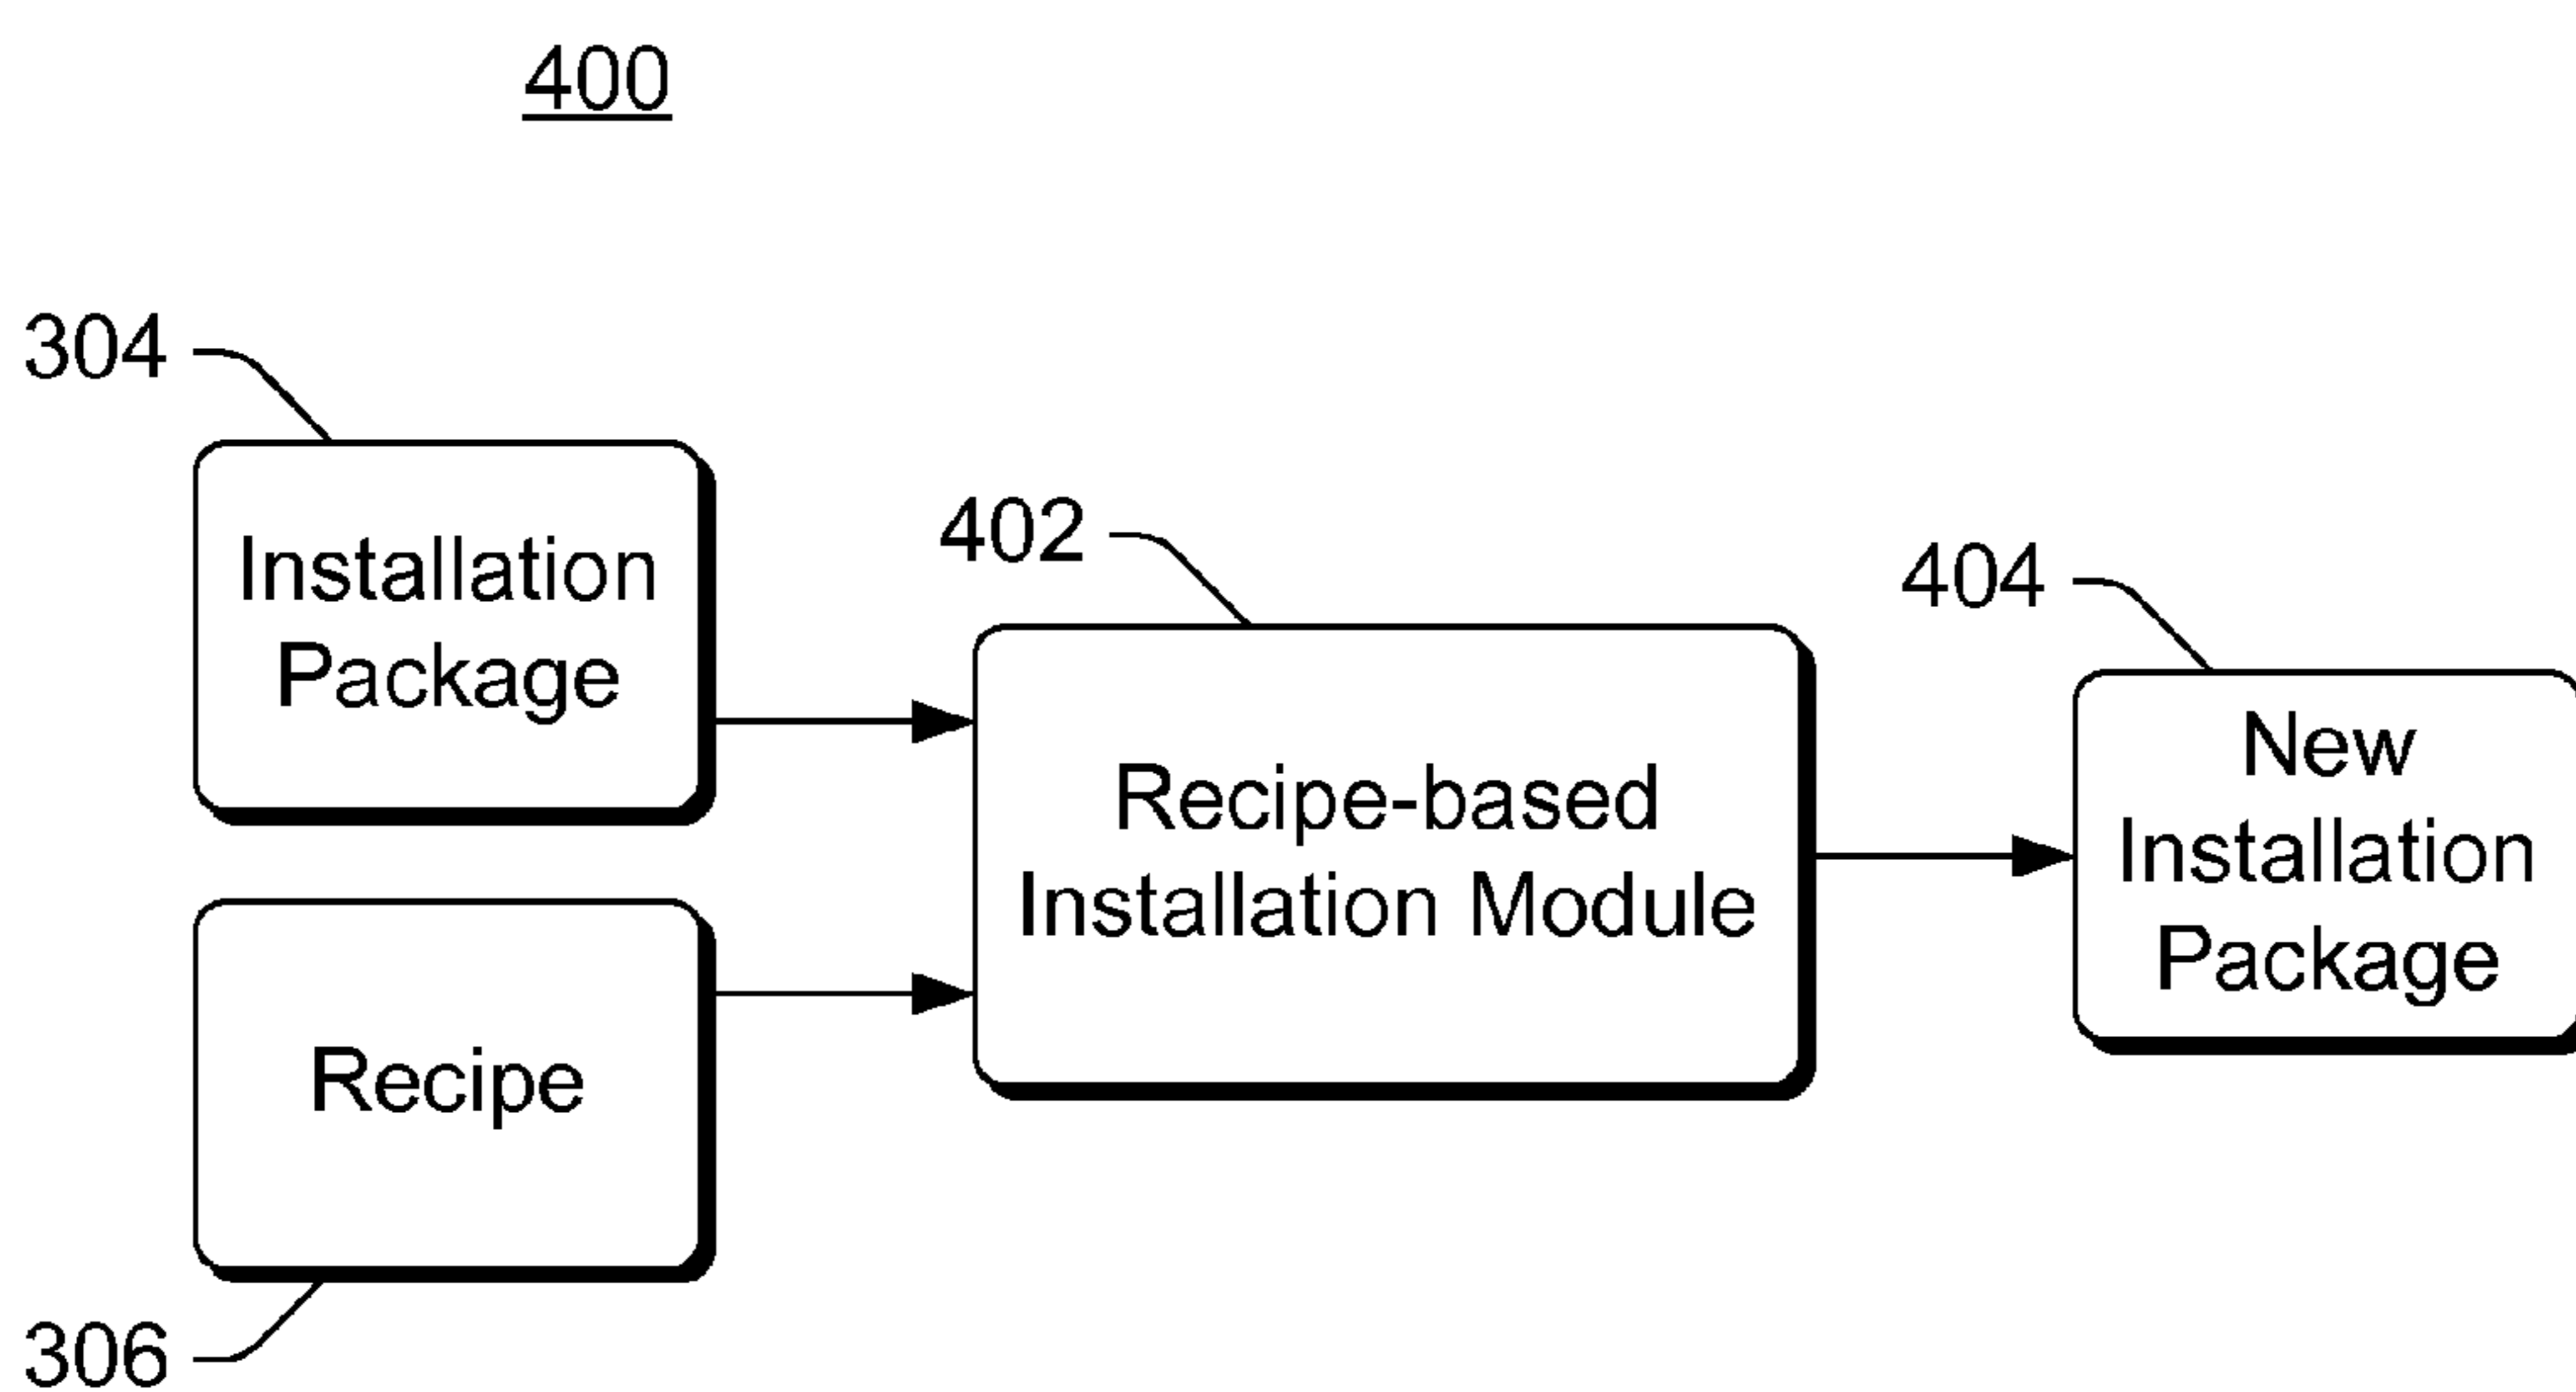 400
304
Installation
Package
402
Recipe-based
Installation Module
404
New
Installation
Package
Recipe
306